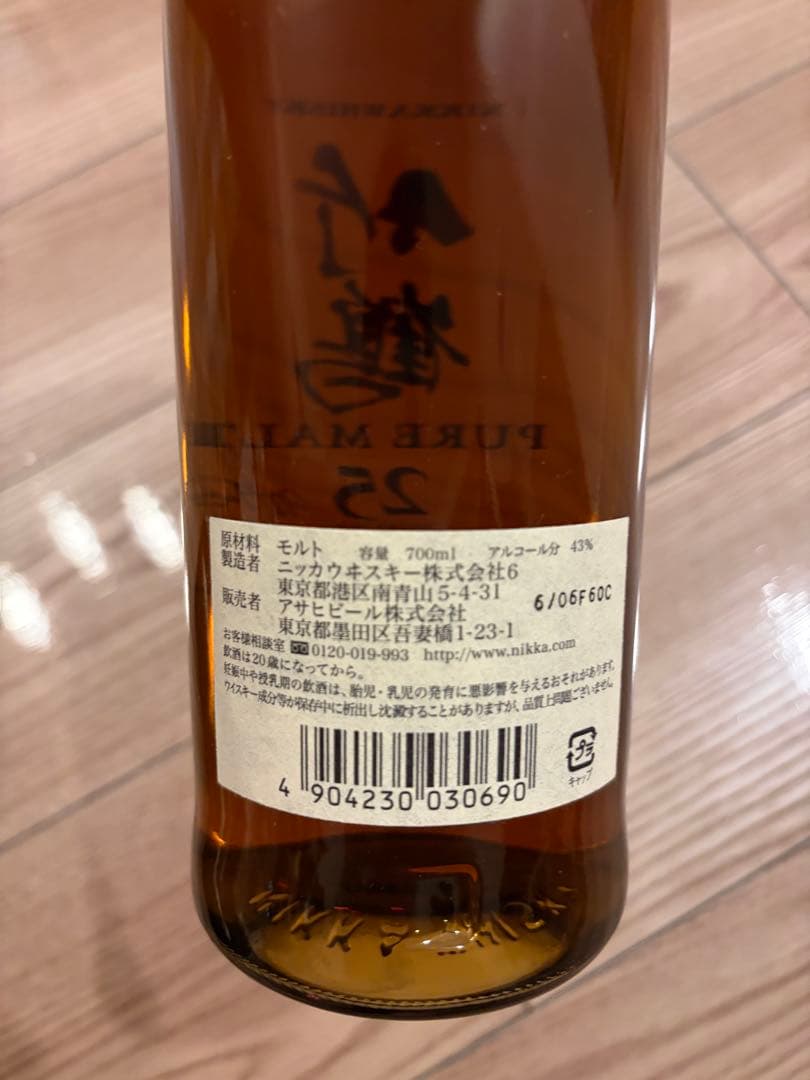 NIKKA WHISKY
竹鶴
PURE MALT
25
原材料 モルト 容量 700ml アルコール分 43%
製造者 ニッカウヰスキー株式会社6
東京都港区南青山5-4-31
販売者 アサヒビール株式会社
東京都墨田区吾妻橋1-23-1
6/06F60C
お客様相談室 0120-019-993 http://www.nikka.com
飲酒は20歳になってから。
妊娠中や授乳期の飲酒は、胎児・乳児の発育に悪影響を与えるおそれがあります。
ウイスキー成分等が保存中に析出し沈澱することがありますが、品質上問題ございません。
プラ
キャップ
4 904230 030690